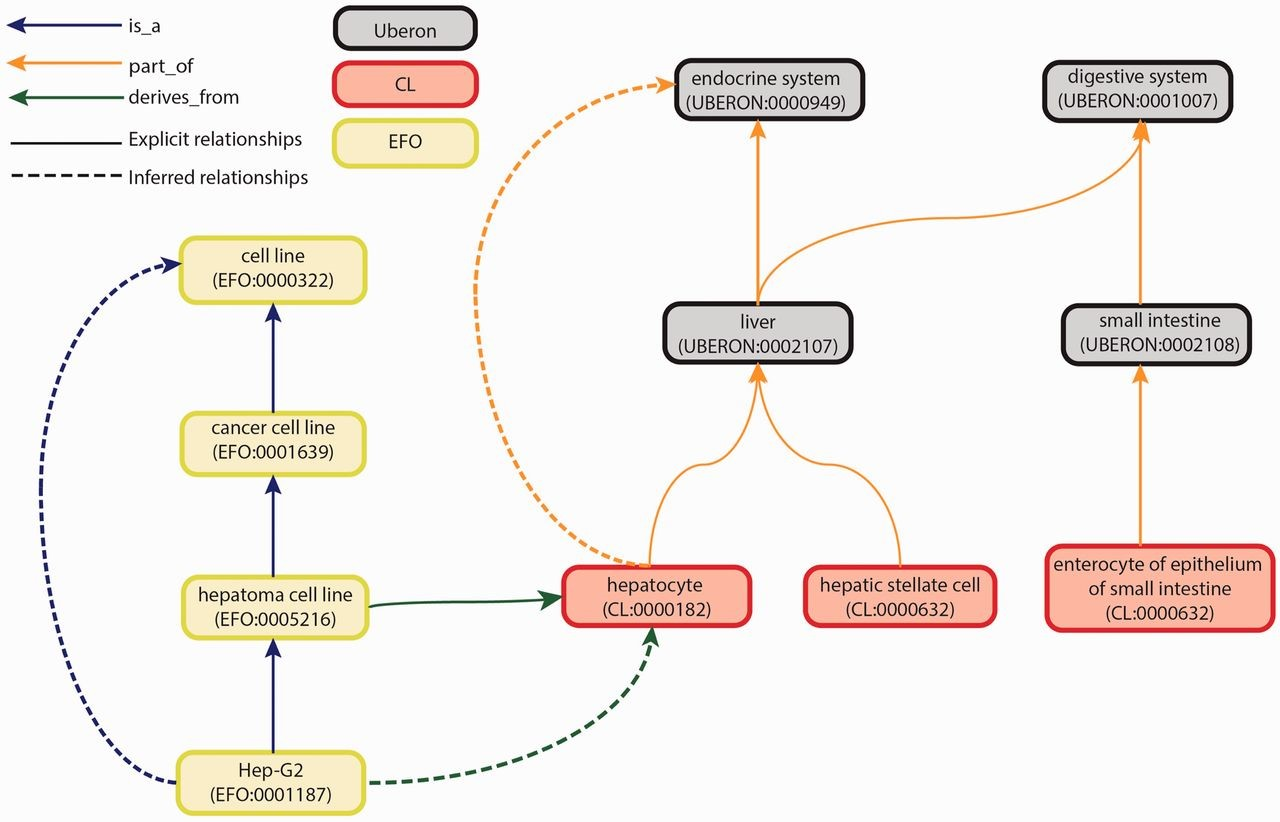 is_a
part_of
derives_from
Explicit relationships
Inferred relationships
Uberon
CL
EFO
endocrine system
(UBERON:0000949)
digestive system
(UBERON:0001007)
cell line
(EFO:0000322)
liver
(UBERON:0002107)
small intestine
(UBERON:0002108)
cancer cell line
(EFO:0001639)
hepatoma cell line
(EFO:0005216)
hepatocyte
(CL:0000182)
hepatic stellate cell
(CL:0000632)
enterocyte of epithelium
of small intestine
(CL:0000632)
Hep-G2
(EFO:0001187)